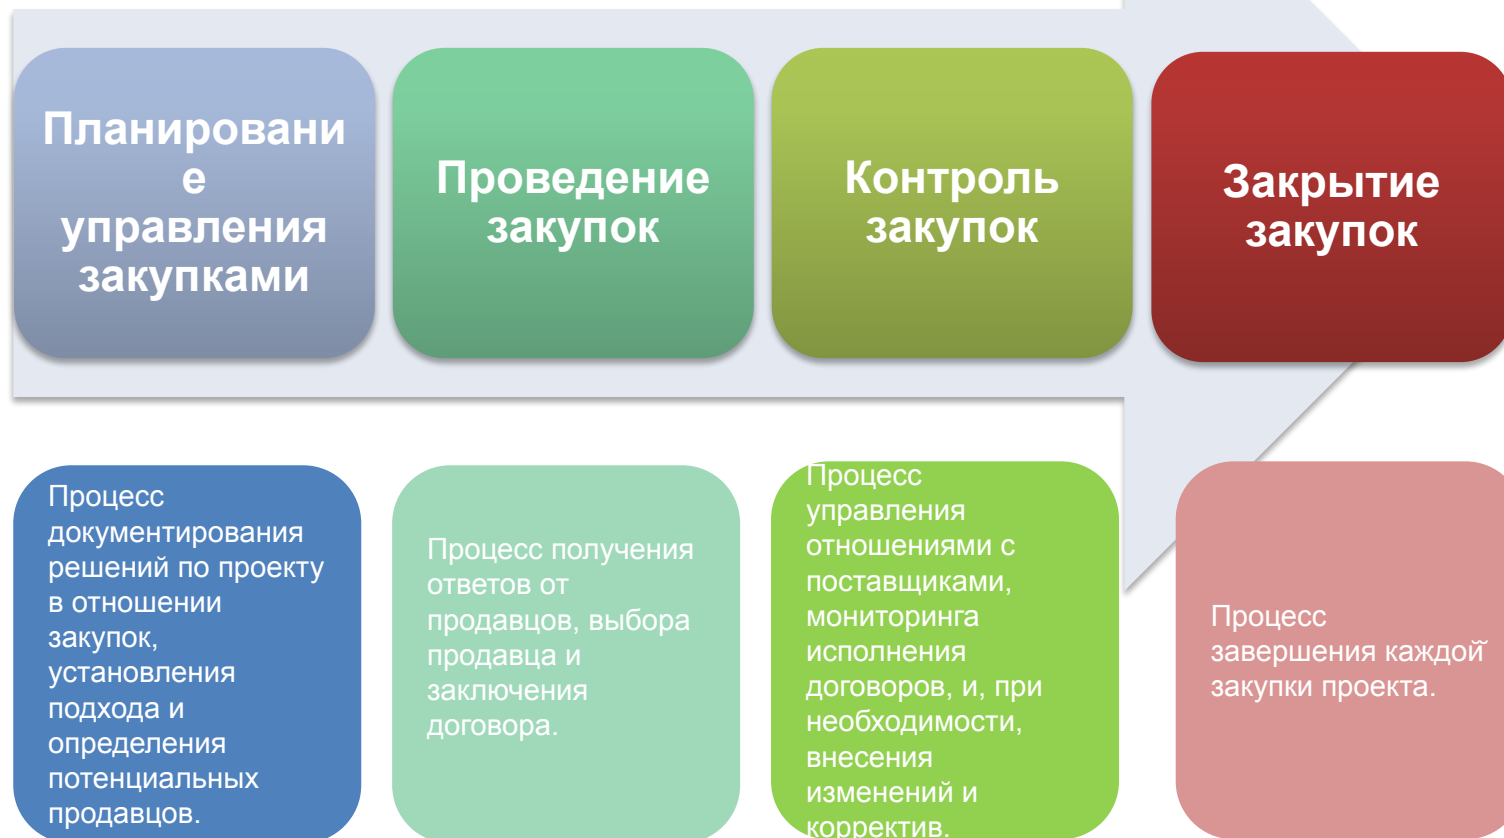 Планировани
е
управления
закупками
Проведение
закупок
Контроль
закупок
Закрытие
закупок
Процесс
документирования
решений по проекту
в отношении
закупок,
установления
подхода и
определения
потенциальных
продавцов.
Процесс получения
ответов от
продавцов, выбора
продавца и
заключения
договора.
Процесс
управления
отношениями с
поставщиками,
мониторинга
исполнения
договоров, и, при
необходимости,
внесения
изменений и
корректив.
Процесс
завершения каждой
закупки проекта.